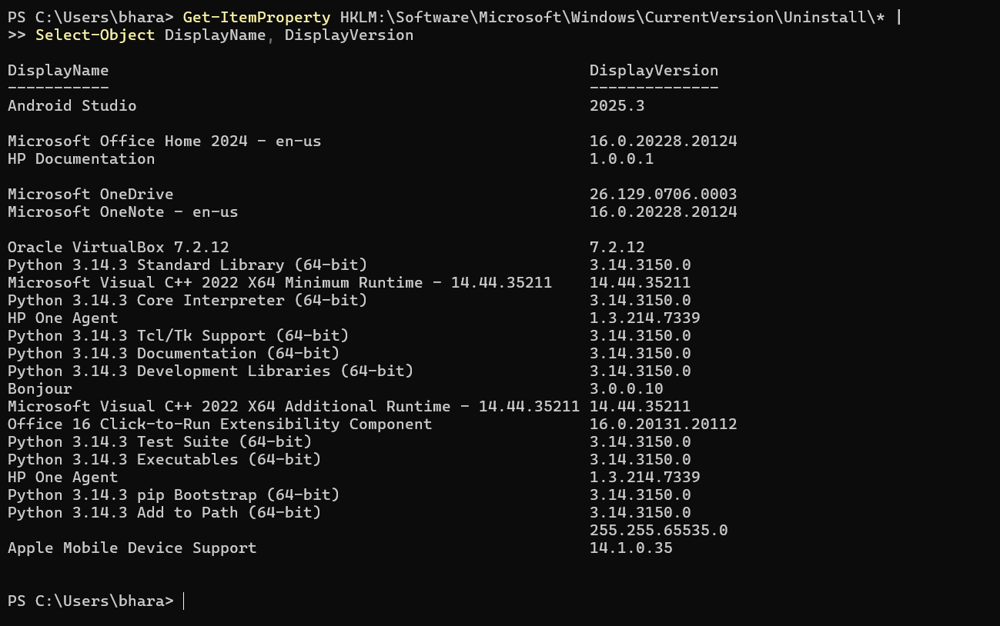 PS C:\Users\bhara> Get-ItemProperty HKLM:\Software\Microsoft\Windows\CurrentVersion\Uninstall\* |
>> Select-Object DisplayName, DisplayVersion
DisplayName DisplayVersion
----------- --------------
Android Studio 2025.3
Microsoft Office Home 2024 - en-us 16.0.20228.20124
HP Documentation 1.0.0.1
Microsoft OneDrive 26.129.0706.0003
Microsoft OneNote - en-us 16.0.20228.20124
Oracle VirtualBox 7.2.12 7.2.12
Python 3.14.3 Standard Library (64-bit) 3.14.3150.0
Microsoft Visual C++ 2022 X64 Minimum Runtime - 14.44.35211 14.44.35211
Python 3.14.3 Core Interpreter (64-bit) 3.14.3150.0
HP One Agent 1.3.214.7339
Python 3.14.3 Tcl/Tk Support (64-bit) 3.14.3150.0
Python 3.14.3 Documentation (64-bit) 3.14.3150.0
Python 3.14.3 Development Libraries (64-bit) 3.14.3150.0
Bonjour 3.0.0.10
Microsoft Visual C++ 2022 X64 Additional Runtime - 14.44.35211 14.44.35211
Office 16 Click-to-Run Extensibility Component 16.0.20131.20112
Python 3.14.3 Test Suite (64-bit) 3.14.3150.0
Python 3.14.3 Executables (64-bit) 3.14.3150.0
HP One Agent 1.3.214.7339
Python 3.14.3 pip Bootstrap (64-bit) 3.14.3150.0
Python 3.14.3 Add to Path (64-bit) 3.14.3150.0
255.255.65535.0
Apple Mobile Device Support 14.1.0.35
PS C:\Users\bhara>